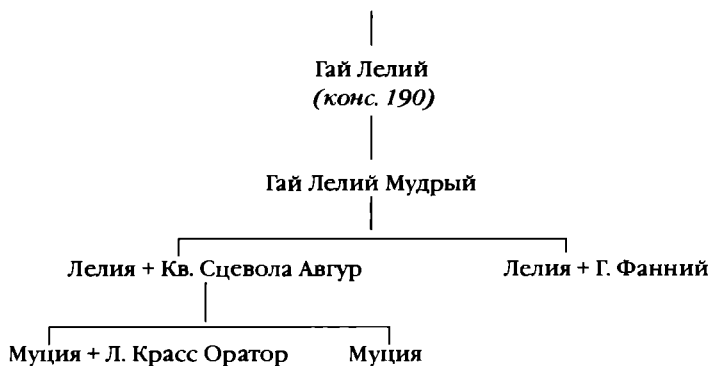 Гай Лелий
(конс. 190)
Гай Лелий Мудрый
Лелия + Кв. Сцевола Авгур Лелия + Г. Фанний
Муция + Л. Красс Оратор Муция